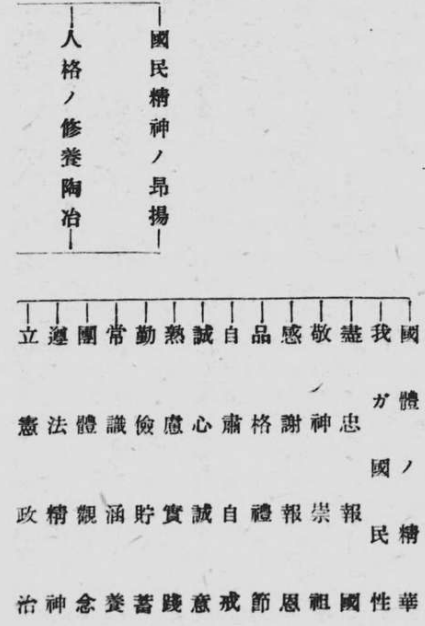 國民精神ノ昂揚
人格ノ修養陶冶
國體ノ精華
我ガ國民性
盡忠報國
敬神崇祖
感謝報恩
品格禮節
自肅自戒
誠心誠意
熟慮實踐
勤儉貯蓄
常識涵養
團體觀念
遵法精神
立憲政治